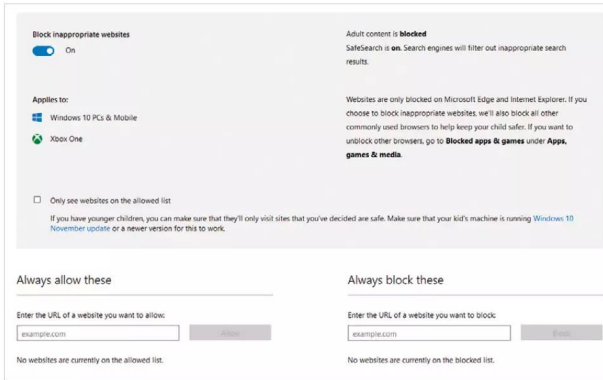 Block inappropriate websites
On
Adult content is blocked
SafeSearch is on. Search engines will filter out inappropriate search
results.
Applies to:
Windows 10 PCs & Mobile
Xbox One
Websites are only blocked on Microsoft Edge and Internet Explorer. If you
choose to block inappropriate websites, we'll also block all other
commonly used browsers to help keep your child safer. If you want to
unblock other browsers, go to Blocked apps & games under Apps,
games & media.
Only see websites on the allowed list
If you have younger children, you can make sure that they'll only visit sites that you've decided are safe. Make sure that your kid's machine is running Windows 10
November update or a newer version for this to work.
Always allow these
Enter the URL of a website you want to allow:
example.com
Allow
No websites are currently on the allowed list.
Always block these
Enter the URL of a website you want to block:
example.com
Block
No websites are currently on the blocked list.